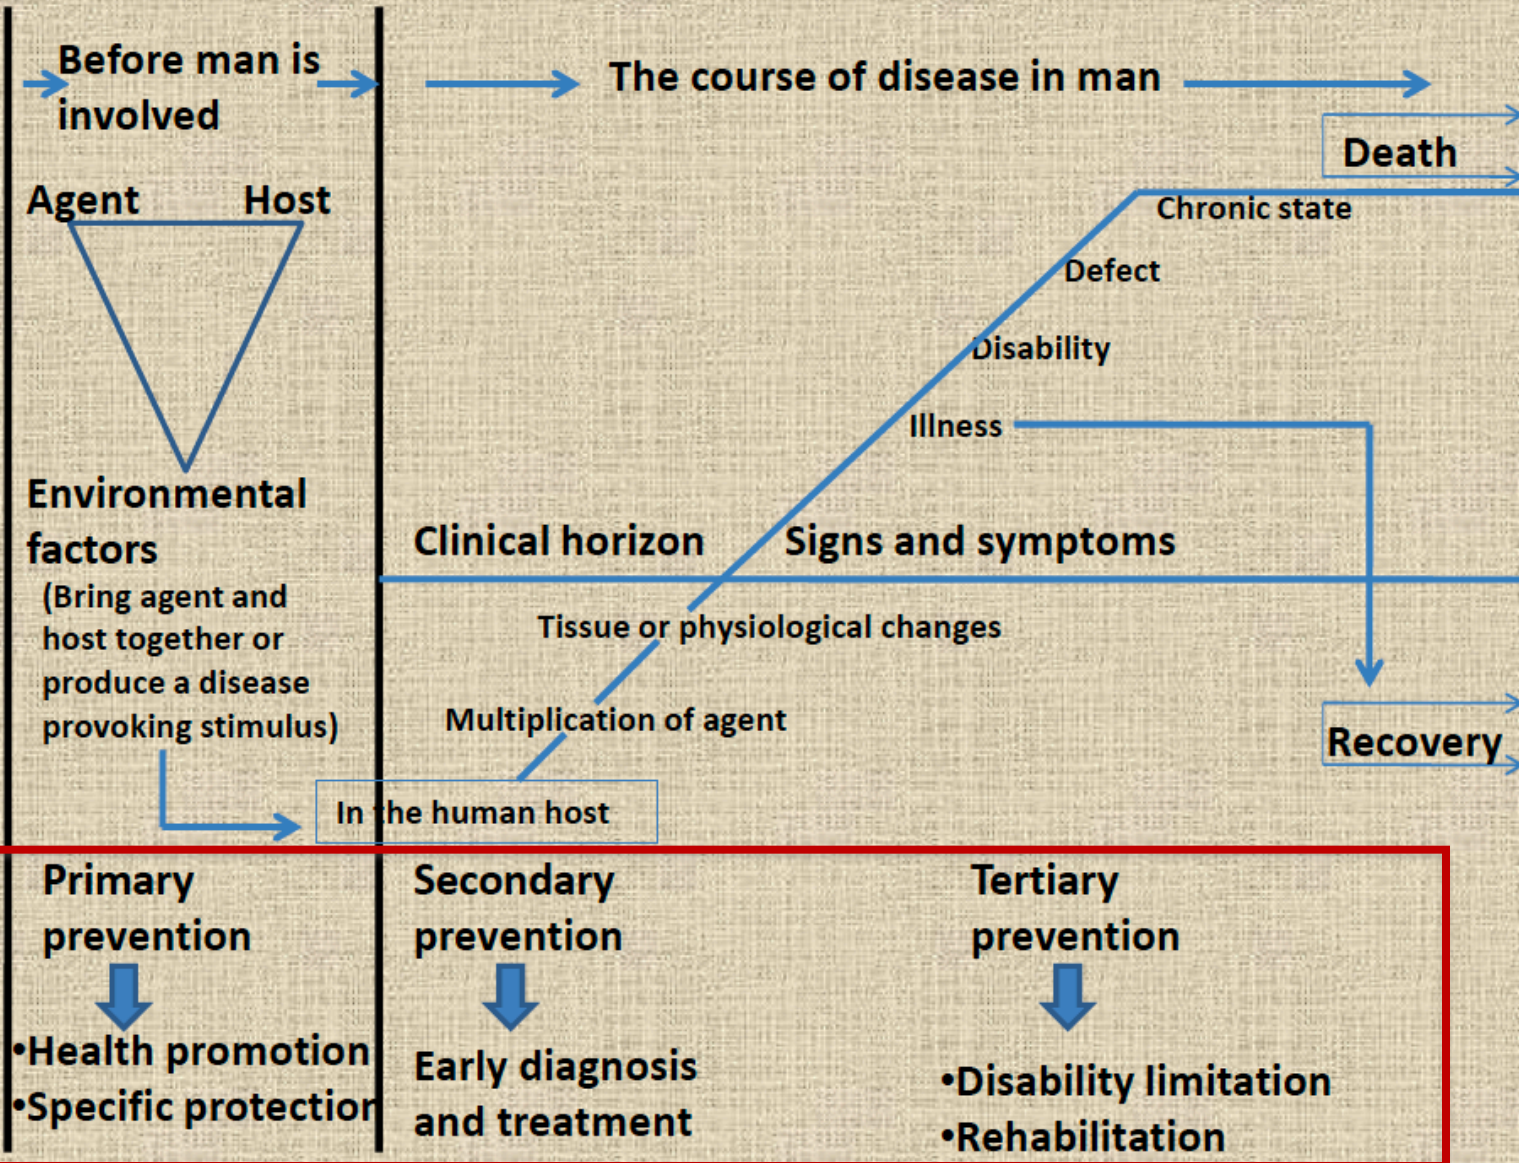 Before man is
involved
The course of disease in man
Death
Agent Host
Chronic state
Defect
Disability
Illness
Environmental
factors
(Bring agent and
host together or
produce a disease
provoking stimulus)
Clinical horizon Signs and symptoms
Tissue or physiological changes
Multiplication of agent
Recovery
In the human host
Primary
prevention
•Health promotion
•Specific protection
Secondary
prevention
Early diagnosis
and treatment
Tertiary
prevention
•Disability limitation
•Rehabilitation